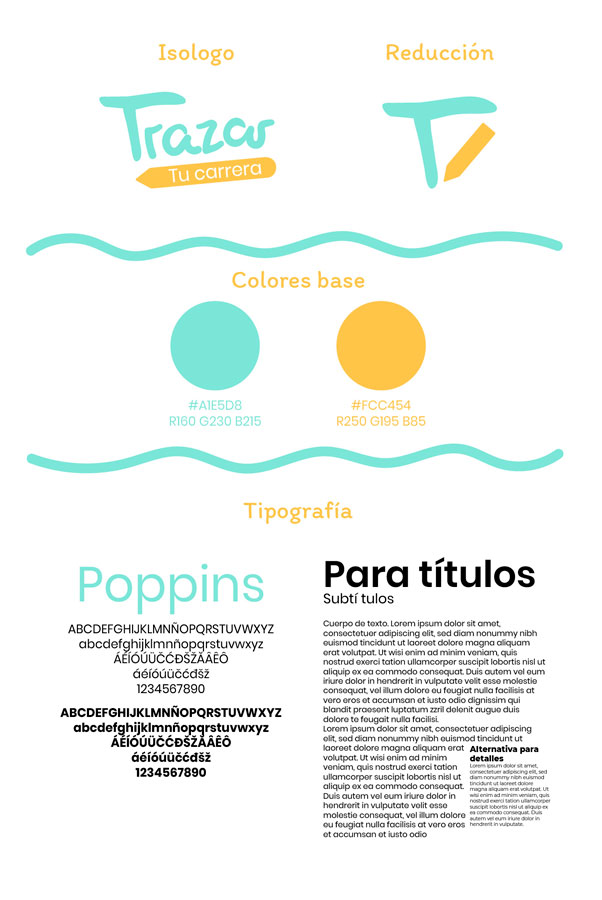 Isologo
Reducción
Trazar
Tu carrera
T
Colores base
#A1E5D8
R160 G230 B215
#FCC454
R250 G195 B85
Tipografía
Poppins
ABCDEFGHIJKLMNÑOPQRSTUVWXYZ
abcdefghijklmnñopqrstuvwxyz
ÁÉÍÓÚÜČĆĐŠŽĂÂÊÔ
áéíóúüčćđšž
1234567890
ABCDEFGHIJKLMNÑOPQRSTUVWXYZ
abcdefghijklmnñopqrstuvwxyz
ÁÉÍÓÚÜČĆĐŠŽĂÂÊÔ
áéíóúüčćđšž
1234567890
Para títulos
Subtí tulos
Cuerpo de texto. Lorem ipsum dolor sit amet,
consectetuer adipiscing elit, sed diam nonummy nibh
euismod tincidunt ut laoreet dolore magna aliquam
erat volutpat. Ut wisi enim ad minim veniam, quis
nostrud exerci tation ullamcorper suscipit lobortis nisl ut
aliquip ex ea commodo consequat. Duis autem vel eum
iriure dolor in hendrerit in vulputate velit esse molestie
consequat, vel illum dolore eu feugiat nulla facilisis at
vero eros et accumsan et iusto odio dignissim qui
blandit praesent luptatum zzril delenit augue duis
dolore te feugait nulla facilisi.
Lorem ipsum dolor sit amet, consectetuer adipiscing
elit, sed diam nonummy nibh euismod tincidunt ut
laoreet dolore magna aliquam erat
volutpat. Ut wisi enim ad minim
veniam, quis nostrud exerci tation
ullamcorper suscipit lobortis nisl ut
aliquip ex ea commodo consequat.
Duis autem vel eum iriure dolor in
hendrerit in vulputate velit esse
molestie consequat, vel illum dolore
eu feugiat nulla facilisis at vero eros
et accumsan et iusto odio
Alternativa para
detalles
Lorem ipsum dolor sit amet,
consectetuer adipiscing elit, sed
diam nonummy nibh euismod
tincidunt ut laoreet dolore
magna aliquam erat volutpat. Ut
wisi enim ad minim veniam, quis
nostrud exerci tation ullamcorper
suscipit lobortis nisl ut aliquip ex
ea commodo consequat. Duis
autem vel eum iriure dolor in
hendrerit in vulputate.